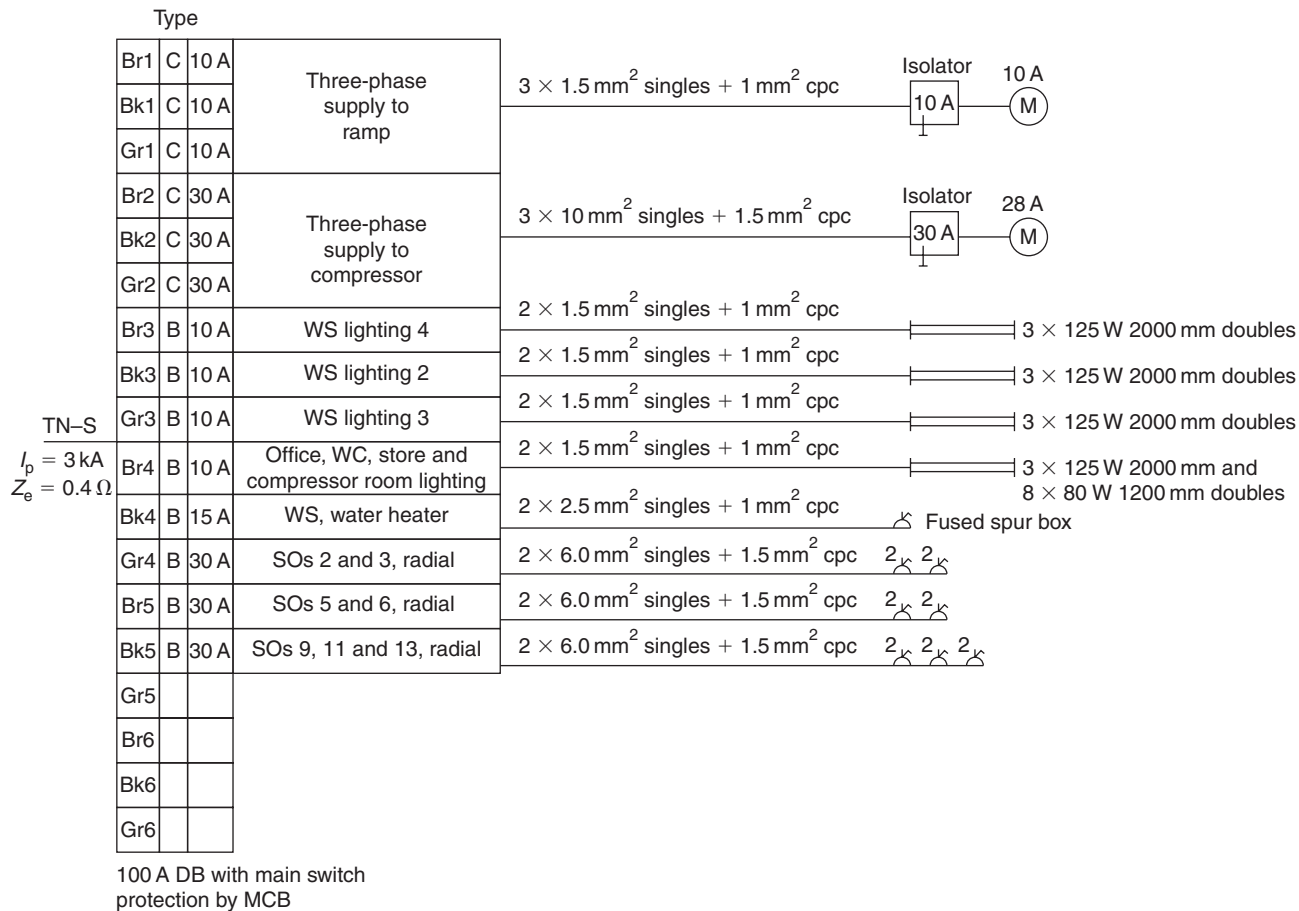 Type
Br1 C 10 A
Bk1 C 10 A
Gr1 C 10 A
Three-phase
supply to
ramp
3 × 1.5 mm² singles + 1 mm² cpc
Isolator
10 A
10 A
M
Br2 C 30 A
Bk2 C 30 A
Gr2 C 30 A
Three-phase
supply to
compressor
3 × 10 mm² singles + 1.5 mm² cpc
Isolator
30 A
28 A
M
Br3 B 10 A WS lighting 4
2 × 1.5 mm² singles + 1 mm² cpc
3 × 125 W 2000 mm doubles
Bk3 B 10 A WS lighting 2
2 × 1.5 mm² singles + 1 mm² cpc
3 × 125 W 2000 mm doubles
Gr3 B 10 A WS lighting 3
2 × 1.5 mm² singles + 1 mm² cpc
3 × 125 W 2000 mm doubles
TN–S
Ip = 3 kA
Ze = 0.4 Ω
Br4 B 10 A
Office, WC, store and
compressor room lighting
2 × 1.5 mm² singles + 1 mm² cpc
3 × 125 W 2000 mm and
8 × 80 W 1200 mm doubles
Bk4 B 15 A WS, water heater
2 × 2.5 mm² singles + 1 mm² cpc
Fused spur box
Gr4 B 30 A SOs 2 and 3, radial
2 × 6.0 mm² singles + 1.5 mm² cpc
2 2
Br5 B 30 A SOs 5 and 6, radial
2 × 6.0 mm² singles + 1.5 mm² cpc
2 2
Bk5 B 30 A SOs 9, 11 and 13, radial
2 × 6.0 mm² singles + 1.5 mm² cpc
2 2 2
Gr5
Br6
Bk6
Gr6
100 A DB with main switch
protection by MCB